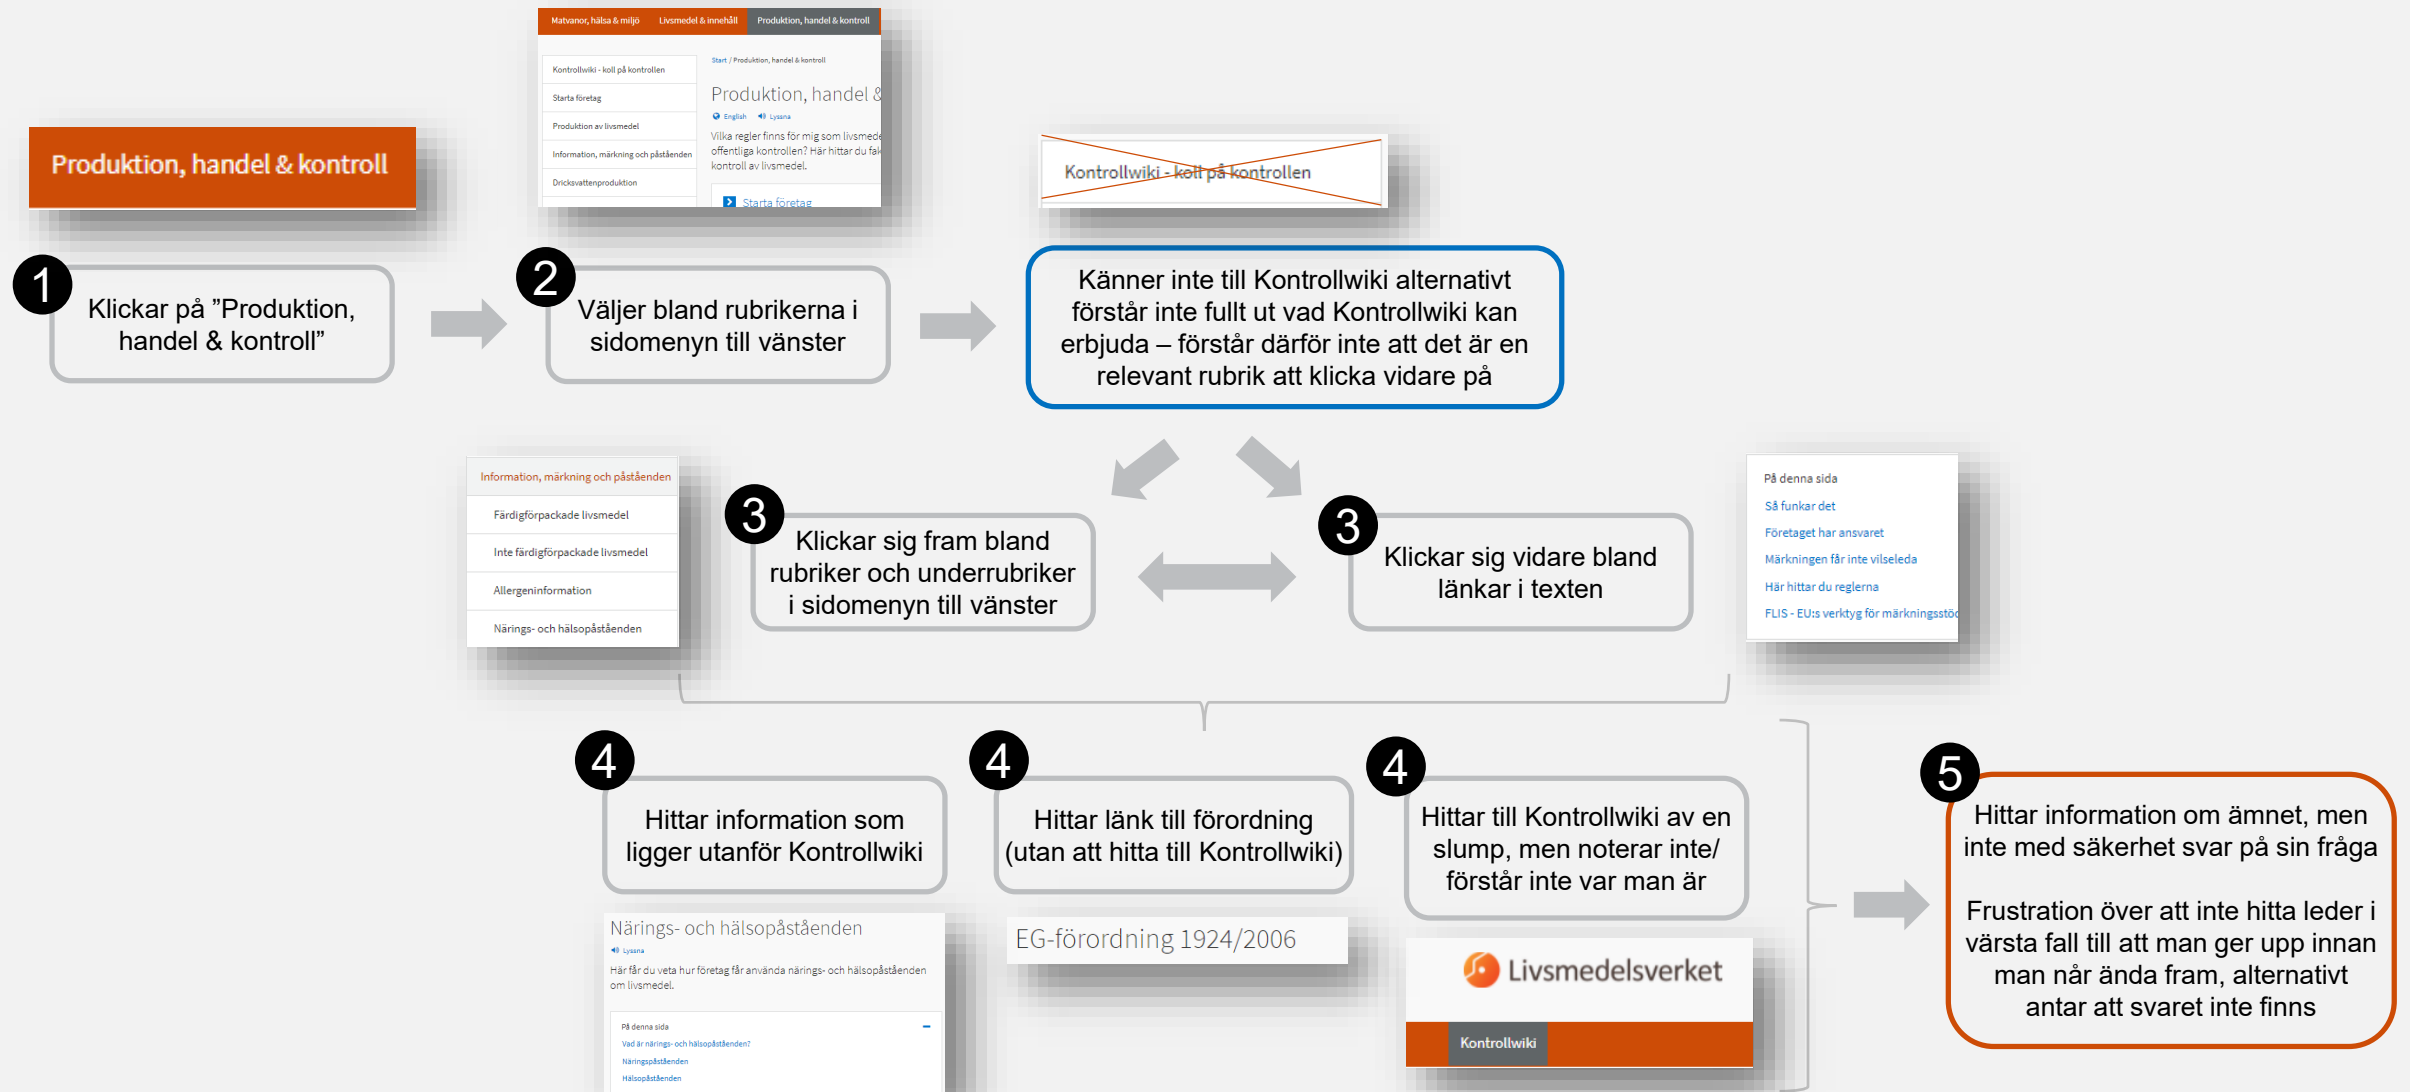 Matvanor, hälsa & miljö Livsmedel & innehåll Produktion, handel & kontroll
Kontrollwiki - koll på kontrollen
Starta företag
Produktion av livsmedel
Information, märkning och påståenden
Dricksvattenproduktion
Start / Produktion, handel & kontroll
Produktion, handel &
English Lyssna
Vilka regler finns för mig som livsmede
offentliga kontrollen? Här hittar du fak
kontroll av livsmedel.
Starta företag
Produktion, handel & kontroll
Kontrollwiki - koll på kontrollen
1
Klickar på ”Produktion,
handel & kontroll”
2
Väljer bland rubrikerna i
sidomenyn till vänster
Känner inte till Kontrollwiki alternativt
förstår inte fullt ut vad Kontrollwiki kan
erbjuda – förstår därför inte att det är en
relevant rubrik att klicka vidare på
Information, märkning och påståenden
Färdigförpackade livsmedel
Inte färdigförpackade livsmedel
Allergeninformation
Närings- och hälsopåståenden
3
Klickar sig fram bland
rubriker och underrubriker
i sidomenyn till vänster
3
Klickar sig vidare bland
länkar i texten
På denna sida
Så funkar det
Företaget har ansvaret
Märkningen får inte vilseleda
Här hittar du reglerna
FLIS - EU:s verktyg för märkningsstöd
4
Hittar information som
ligger utanför Kontrollwiki
Närings- och hälsopåståenden
Lyssna
Här får du veta hur företag får använda närings- och hälsopåståenden
om livsmedel.
På denna sida
Vad är närings- och hälsopåståenden?
Näringspåståenden
Hälsopåståenden
4
Hittar länk till förordning
(utan att hitta till Kontrollwiki)
EG-förordning 1924/2006
4
Hittar till Kontrollwiki av en
slump, men noterar inte/
förstår inte var man är
Livsmedelsverket
Kontrollwiki
5
Hittar information om ämnet, men
inte med säkerhet svar på sin fråga
Frustration över att inte hitta leder i
värsta fall till att man ger upp innan
man når ända fram, alternativt
antar att svaret inte finns